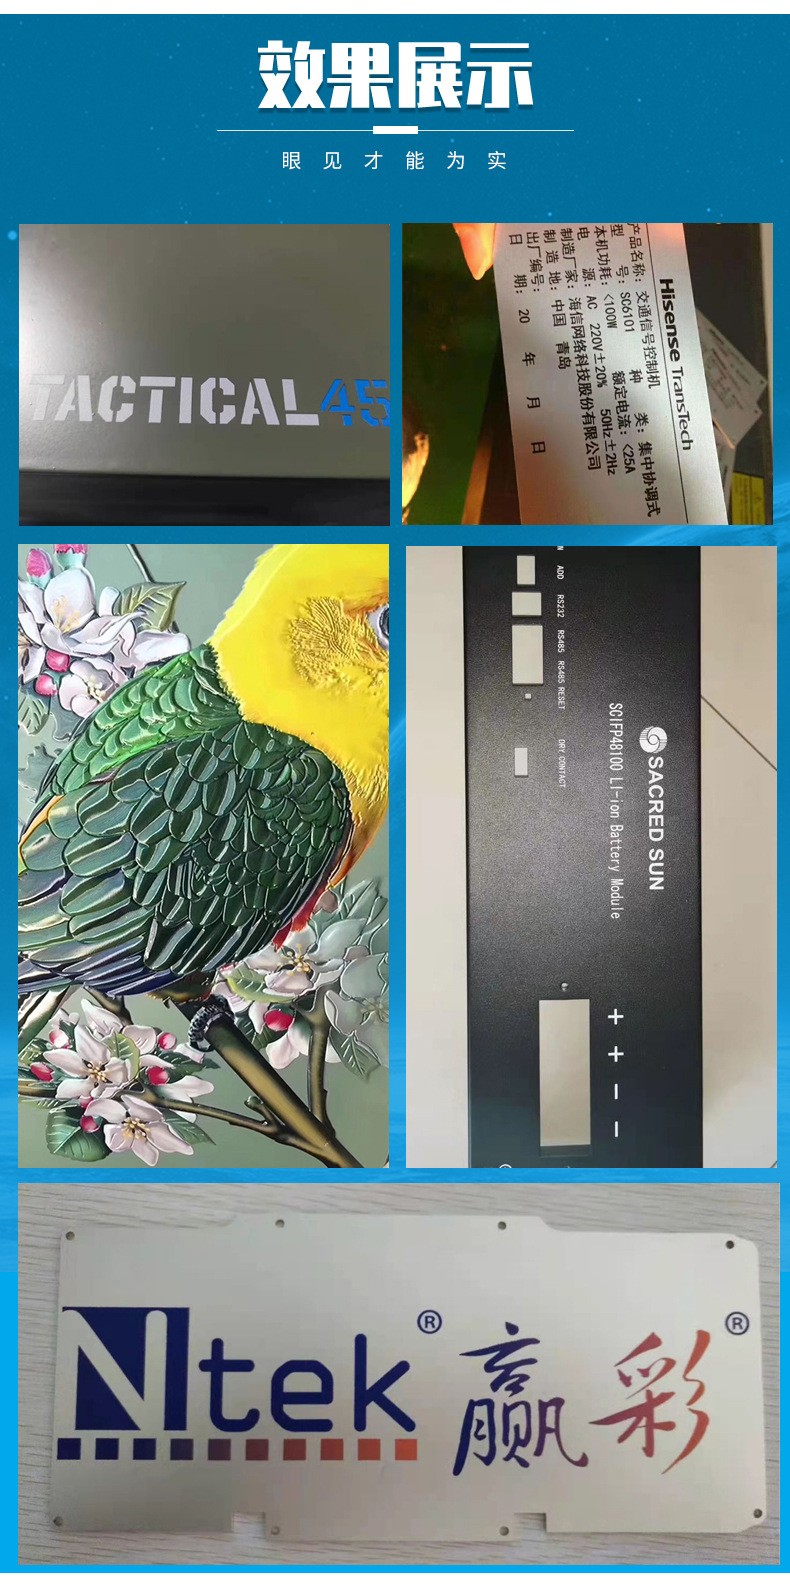 效果展示
眼见才能为实
TACTICAL45
Hisense TransTech
产品名称：交通信号控制机
种 类：集中协调式
型 号：SC6101
额定电流：<25A
本机功耗：<100W
电 源：AC 220V±20% 50Hz±2Hz
制造厂家：海信网络科技股份有限公司
制 造 地：中国 青岛
出厂编号：
日 期：20 年 月 日
SACRED SUN
SCIFP48100 LI-ion Battery Module
ADD RS232 RS485 RS485 RESET DRY CONTACT
+ + - -
Ntek® 赢彩®